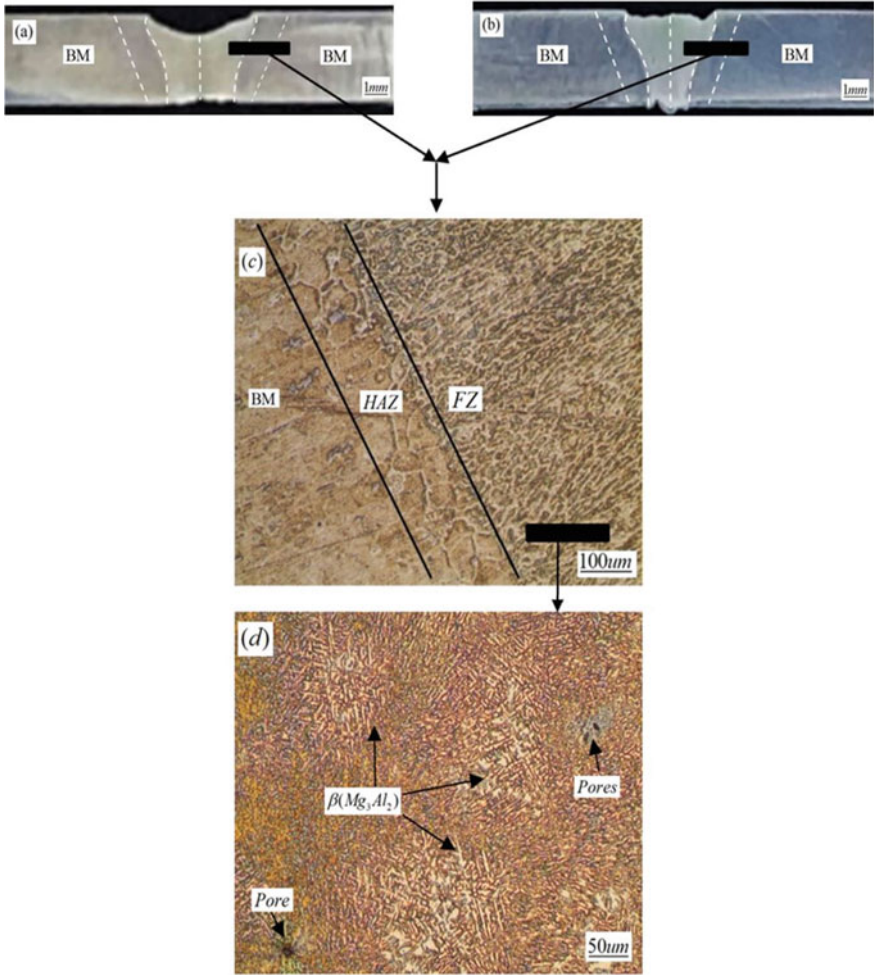 (a)
BM
BM
1mm
(b)
BM
BM
1mm
(c)
BM
HAZ
FZ
100um
(d)
β(Mg₃Al₂)
Pores
Pore
50um